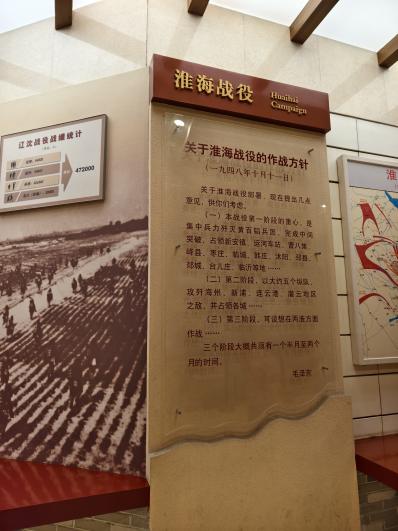 淮海战役
Huaihai
Campaign
辽沈战役战绩统计
472000
关于淮海战役的作战方针
(一九四八年十月十一日)
关于淮海战役部署,现在提出几点
意见,供你们考虑。
(一)本战役第一阶段的重心,是
集中兵力歼灭黄百韬兵团,完成中间
突破,占领新安镇、运河车站、曹八集、
峄县、枣庄、临城、韩庄、沭阳、邳县、
郯城、台儿庄、临沂等地……
(二)第二阶段,以大约五个纵队,
攻歼海州、新浦、连云港、灌云地区
之敌,并占领各城……
(三)第三阶段,可设想在两淮方面
作战……
三个阶段大概共须有一个半月至两个
月的时间。
毛泽东
淮